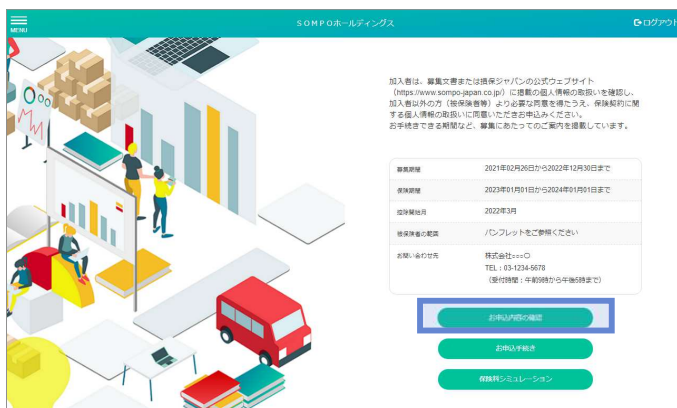 MENU
SOMPOホールディングス
ログアウト
加入者は、募集文書または損保ジャパンの公式ウェブサイト
（https://www.sompo-japan.co.jp/）に掲載の個人情報の取扱いを確認し、
加入者以外の方（被保険者等）より必要な同意を得たうえ、保険契約に関
する個人情報の取扱いに同意いただきお申込みください。
お手続きできる期間など、募集にあたってのご案内を掲載しています。
募集期間 2021年02月26日から2022年12月30日まで
保険期間 2023年01月01日から2024年01月01日まで
控除開始月 2022年3月
被保険者の範囲 パンフレットをご参照ください
お問い合わせ先 株式会社===〇
TEL：03-1234-5678
（受付時間：午前9時から午後5時まで）
お申込内容の確認
お申込手続き
保険料シミュレーション